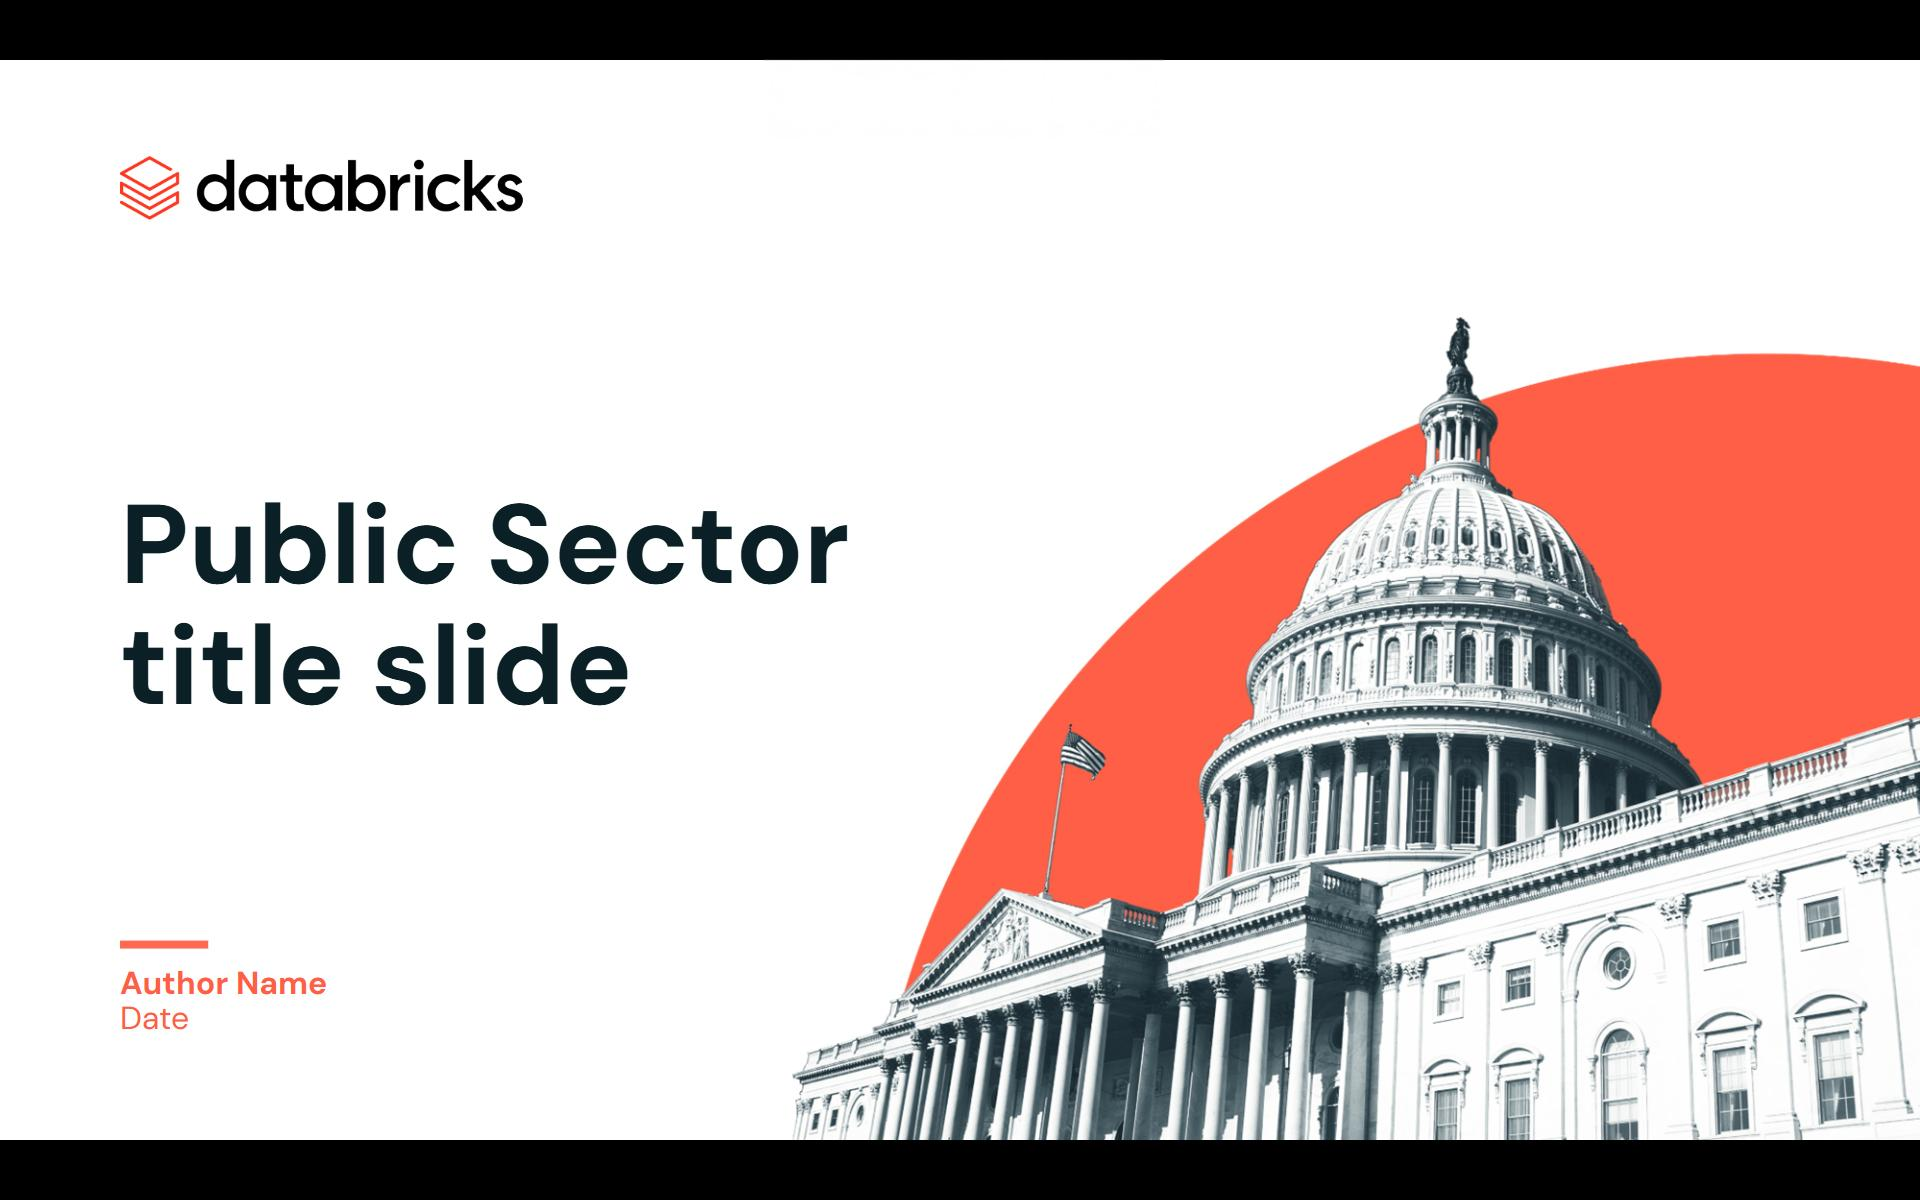 databricks
Public Sector
title slide
Author Name
Date